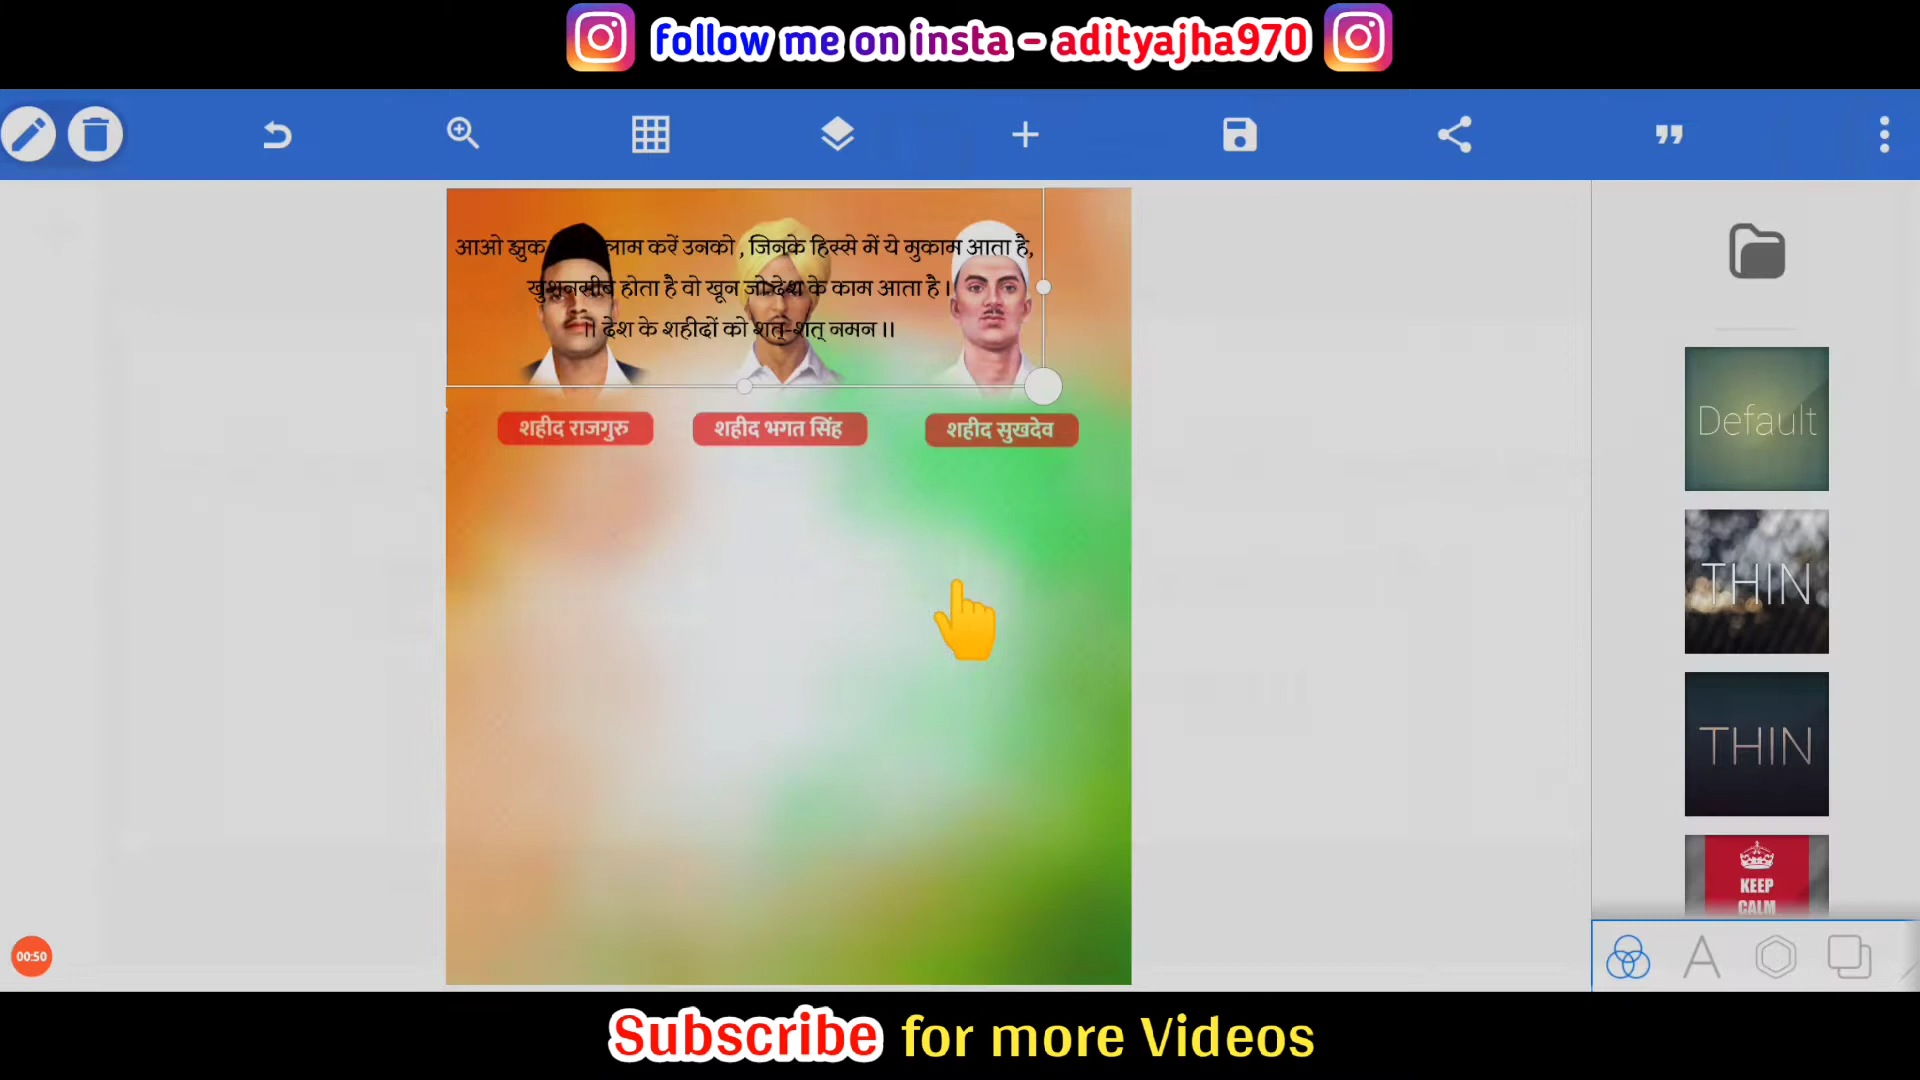 follow me on insta - adityajha970
आओ झुक लाम करें उनको , जिनके हिस्से में ये मुकाम आता है,
खुशनसीब होता है वो खून जो देश के काम आता है।
।। देश के शहीदों को शत्-शत् नमन ।।
शहीद राजगुरु
शहीद भगत सिंह
शहीद सुखदेव
Default
THIN
THIN
KEEP
CALM
00:50
Subscribe for more Videos